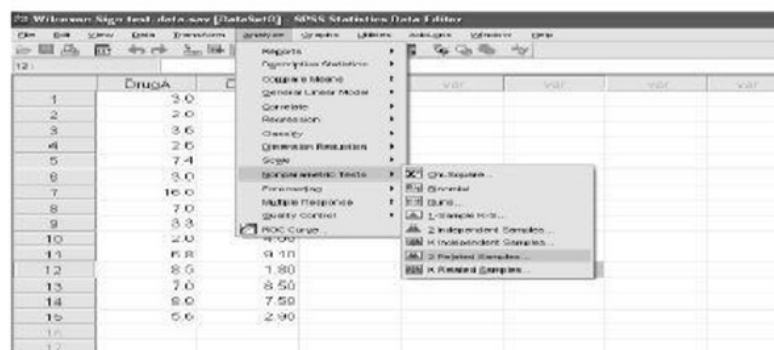 Wilcoxon Sign test data.sav [DataSet0] - SPSS Statistics Data Editor
File Edit View Data Transform Analyze Graphs Utilities Add-ons Window Help
12 :
DrugA var var var var
1 3.0
2 2.0
3 3.6
4 2.6
5 7.4
6 3.0
7 16.0
8 7.0
9 3.3
10 2.0 4.00
11 6.8 9.10
12 8.5 1.80
13 7.0 8.50
14 9.0 7.50
15 5.6 2.90
16
17
Reports
Descriptive Statistics
Compare Means
General Linear Model
Correlate
Regression
Classify
Dimension Reduction
Scale
Nonparametric Tests
Forecasting
Multiple Response
Quality Control
ROC Curve...
Chi-Square...
Binomial...
Runs...
1-Sample K-S...
2 Independent Samples...
K Independent Samples...
2 Related Samples...
K Related Samples...